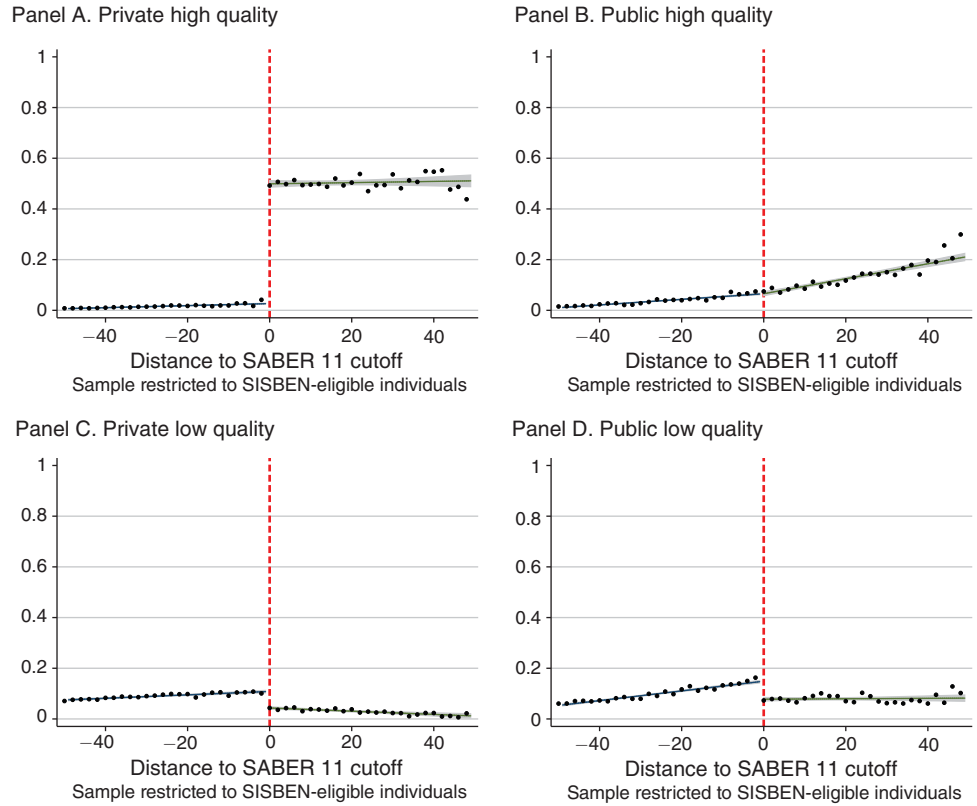 Panel A. Private high quality
1
0.8
0.6
0.4
0.2
0
−40 −20 0 20 40
Distance to SABER 11 cutoff
Sample restricted to SISBEN-eligible individuals
Panel B. Public high quality
1
0.8
0.6
0.4
0.2
0
−40 −20 0 20 40
Distance to SABER 11 cutoff
Sample restricted to SISBEN-eligible individuals
Panel C. Private low quality
1
0.8
0.6
0.4
0.2
0
−40 −20 0 20 40
Distance to SABER 11 cutoff
Sample restricted to SISBEN-eligible individuals
Panel D. Public low quality
1
0.8
0.6
0.4
0.2
0
−40 −20 0 20 40
Distance to SABER 11 cutoff
Sample restricted to SISBEN-eligible individuals